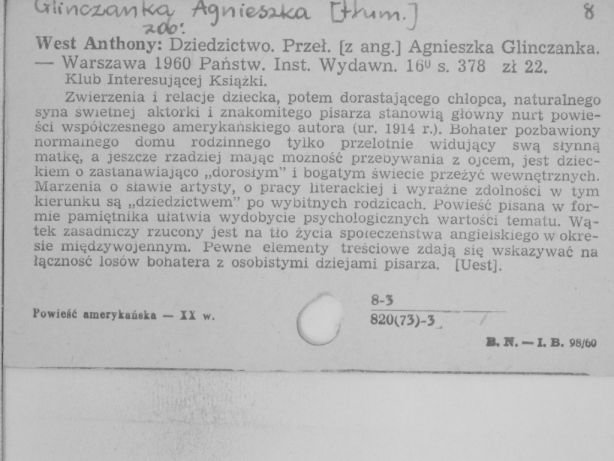 Glinczanka Agnieszka [tłum.] 8
zob:
West Anthony: Dziedzictwo. Przeł. [z ang.] Agnieszka Glinczanka.
— Warszawa 1960 Państw. Inst. Wydawn. 16⁰ s. 378 zł 22.
Klub Interesującej Książki.
Zwierzenia i relacje dziecka, potem dorastającego chłopca, naturalnego
syna świetnej aktorki i znakomitego pisarza stanowią główny nurt powie-
ści współczesnego amerykańskiego autora (ur. 1914 r.). Bohater pozbawiony
normalnego domu rodzinnego tylko przelotnie widujący swą słynną
matkę, a jeszcze rzadziej mając możność przebywania z ojcem, jest dziec-
kiem o zastanawiająco „dorosłym” i bogatym świecie przeżyć wewnętrznych.
Marzenia o sławie artysty, o pracy literackiej i wyraźne zdolności w tym
kierunku są „dziedzictwem” po wybitnych rodzicach. Powieść pisana w for-
mie pamiętnika ułatwia wydobycie psychologicznych wartości tematu. Wą-
tek zasadniczy rzucony jest na tło życia społeczeństwa angielskiego w okre-
sie międzywojennym. Pewne elementy treściowe zdają się wskazywać na
łączność losów bohatera z osobistymi dziejami pisarza. [Uest].
8-3
Powieść amerykańska — XX w.
820(73)-3
B. N. — I. B. 98/60